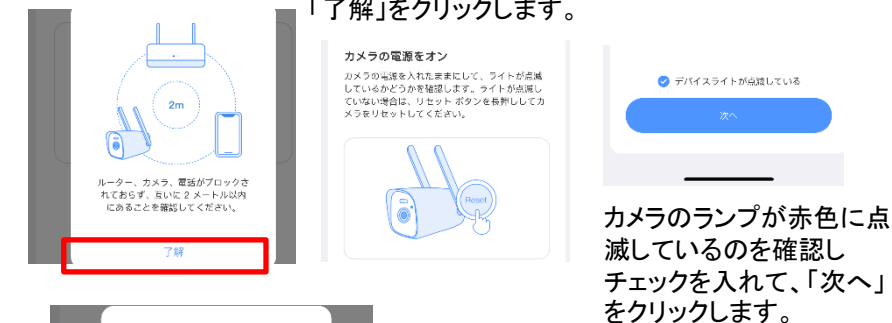 「了解」をクリックします。
2m
ルーター、カメラ、電話がブロックさ
れておらず、互いに 2 メートル以内
にあることを確認してください。
了解
カメラの電源をオン
カメラの電源を入れたままにして、ライトが点滅
しているかどうかを確認します。ライトが点滅し
ていない場合は、リセット ボタンを長押ししてカ
メラをリセットしてください。
Reset
デバイスライトが点滅している
次へ
カメラのランプが赤色に点
滅しているのを確認し
チェックを入れて、「次へ」
をクリックします。